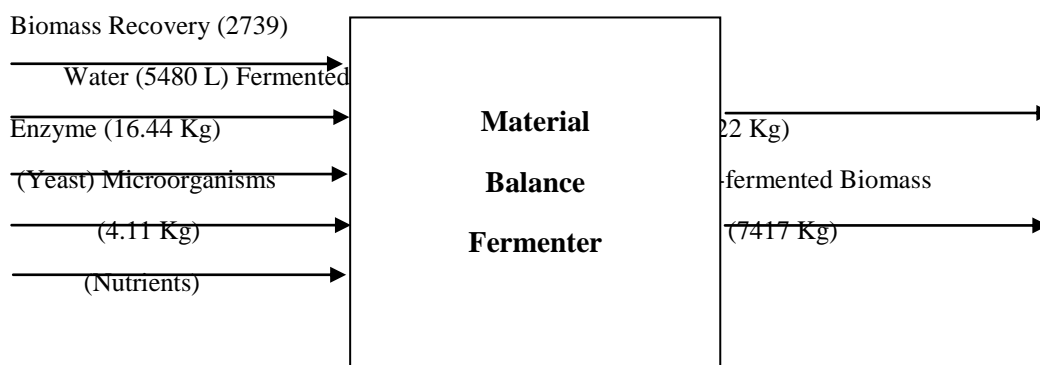 Biomass Recovery (2739)
Water (5480 L) Fermented
Enzyme (16.44 Kg)
(Yeast) Microorganisms
(4.11 Kg)
(Nutrients)
Material
Balance
Fermenter
22 Kg)
-fermented Biomass
(7417 Kg)